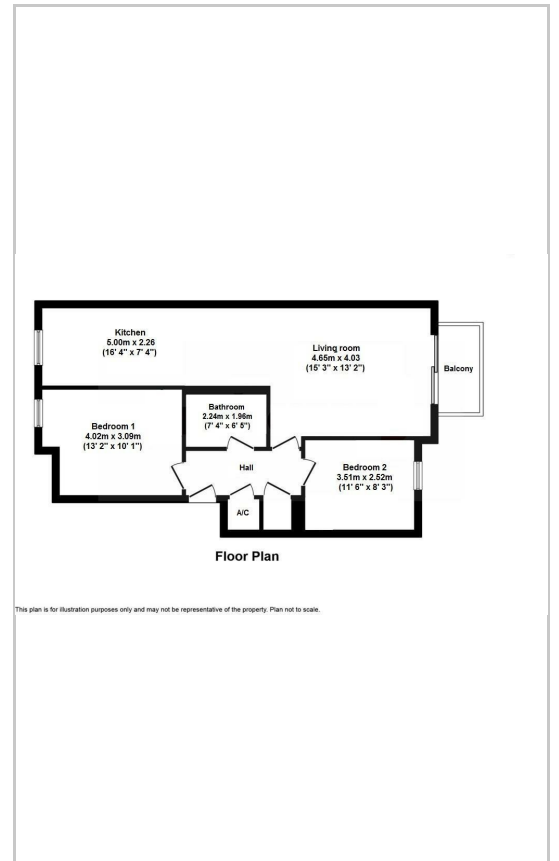 Kitchen
5.00m x 2.26
(16' 4" x 7' 4")
Living room
4.65m x 4.03
(15' 3" x 13' 2")
Balcony
Bathroom
2.24m x 1.96m
(7' 4" x 6' 5")
Bedroom 1
4.02m x 3.09m
(13' 2" x 10' 1")
Hall
Bedroom 2
3.51m x 2.52m
(11' 6" x 8' 3")
A/C
Floor Plan
This plan is for illustration purposes only and may not be representative of the property. Plan not to scale.